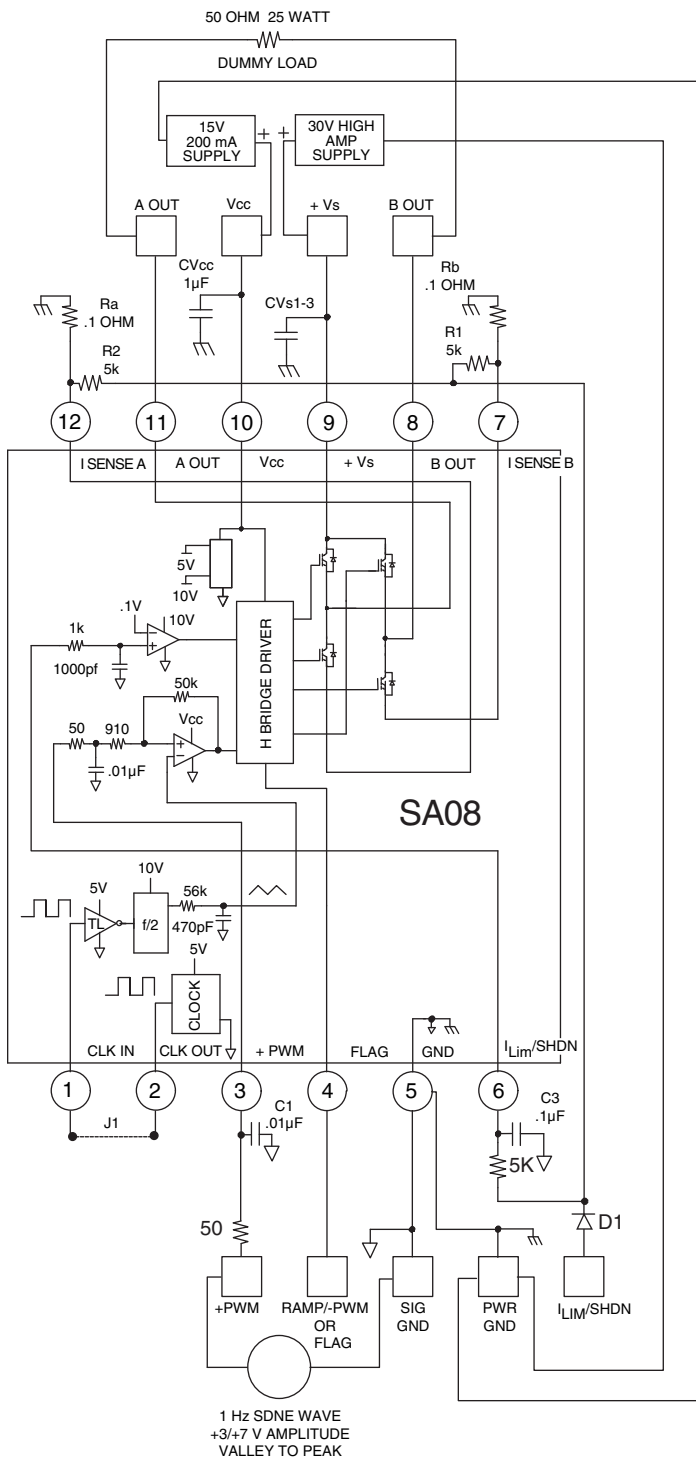 50 OHM 25 WATT
DUMMY LOAD
15V
200 mA
SUPPLY
+
+
30V HIGH
AMP
SUPPLY
A OUT
Vcc
+ Vs
B OUT
CVcc
1µF
CVs1-3
Ra
.1 OHM
Rb
.1 OHM
R2
5k
R1
5k
12
11
10
9
8
7
I SENSE A
A OUT
Vcc
+ Vs
B OUT
I SENSE B
5V
10V
.1V
10V
1k
1000pf
H BRIDGE DRIVER
50k
50
910
Vcc
.01µF
SA08
10V
5V
56k
TL
f/2
470pF
5V
CLOCK
CLK IN
CLK OUT
+ PWM
FLAG
GND
ILim/SHDN
1
2
3
4
5
6
J1
C1
.01µF
C3
.1µF
5K
50
D1
+PWM
RAMP/-PWM
OR
FLAG
SIG
GND
PWR
GND
ILIM/SHDN
1 Hz SDNE WAVE
+3/+7 V AMPLITUDE
VALLEY TO PEAK